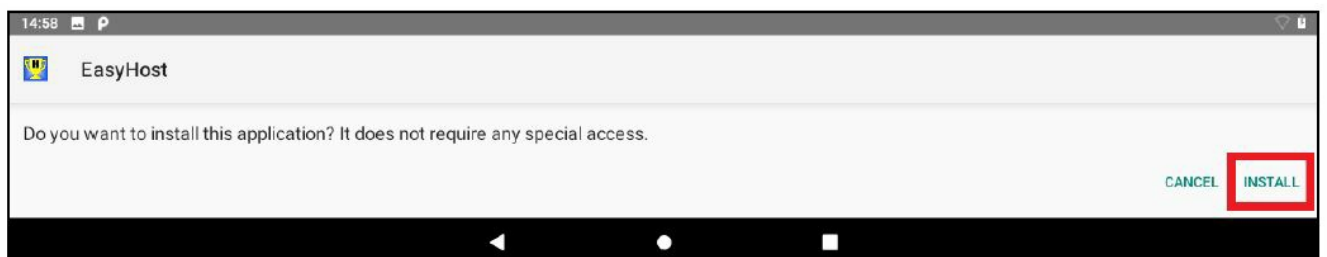 14:58
EasyHost
Do you want to install this application? It does not require any special access.
CANCEL INSTALL